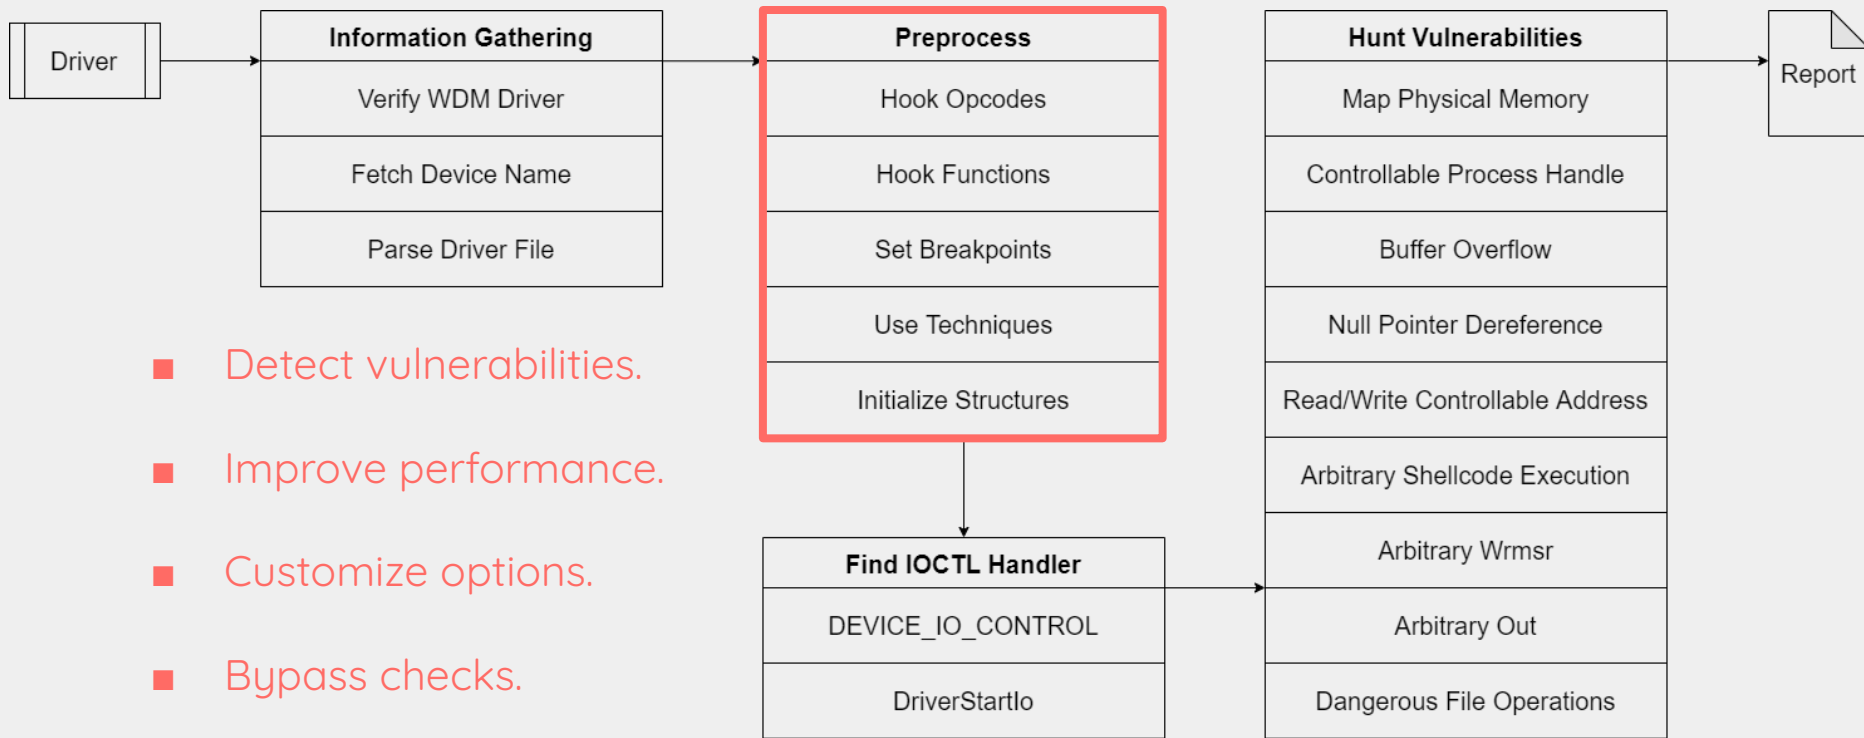 Driver
Information Gathering
Verify WDM Driver
Fetch Device Name
Parse Driver File
Preprocess
Hook Opcodes
Hook Functions
Set Breakpoints
Use Techniques
Initialize Structures
Find IOCTL Handler
DEVICE_IO_CONTROL
DriverStartIo
Hunt Vulnerabilities
Map Physical Memory
Controllable Process Handle
Buffer Overflow
Null Pointer Dereference
Read/Write Controllable Address
Arbitrary Shellcode Execution
Arbitrary Wrmsr
Arbitrary Out
Dangerous File Operations
Report
■ Detect vulnerabilities.
■ Improve performance.
■ Customize options.
■ Bypass checks.